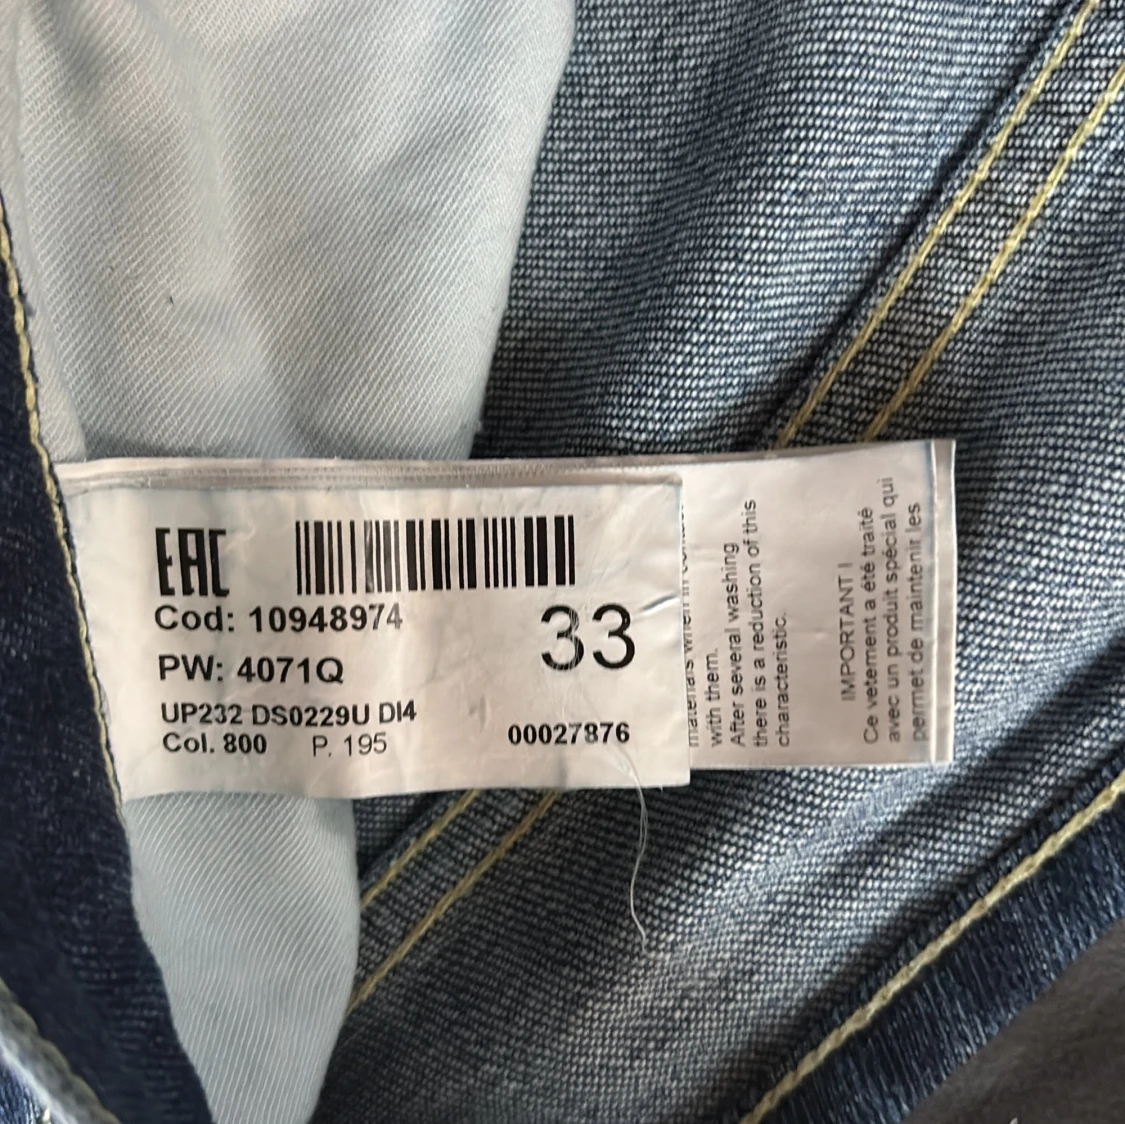 EAC
Cod: 10948974
33
PW: 4071Q
UP232 DS0229U DI4
Col. 800 P. 195
00027876
with them.
After several washing
there is a reduction of this
characteristic.
IMPORTANT !
Ce vetement a été traité
avec un produit spécial qui
permet de maintenir les